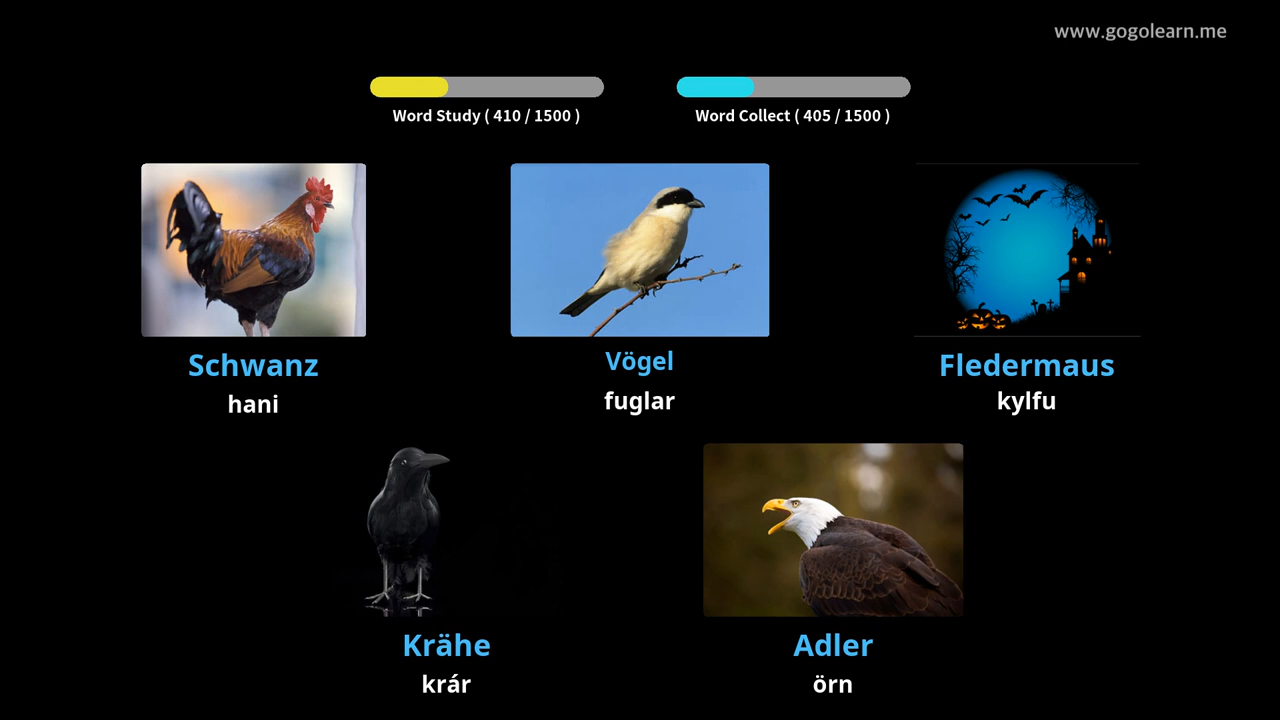 www.gogolearn.me
Word Study ( 410 / 1500 )
Word Collect ( 405 / 1500 )
Schwanz
hani
Vögel
fuglar
Fledermaus
kylfu
Krähe
krár
Adler
örn